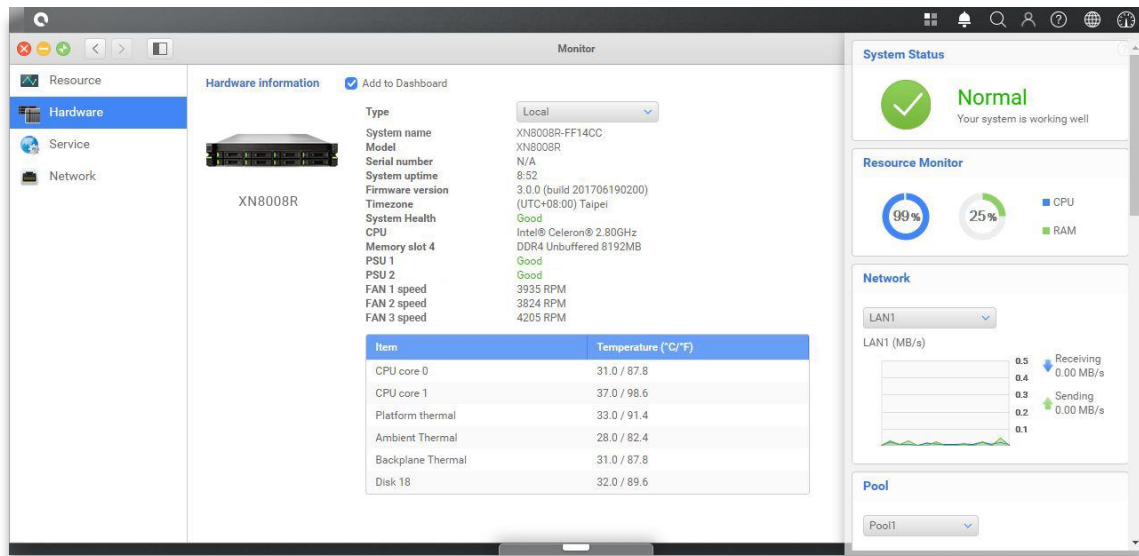 Monitor
Resource
Hardware
Service
Network
Hardware information
Add to Dashboard
XN8008R
Type Local
System name XN8008R-FF14CC
Model XN8008R
Serial number N/A
System uptime 8:52
Firmware version 3.0.0 (build 201706190200)
Timezone (UTC+08:00) Taipei
System Health Good
CPU Intel® Celeron® 2.80GHz
Memory slot 4 DDR4 Unbuffered 8192MB
PSU 1 Good
PSU 2 Good
FAN 1 speed 3935 RPM
FAN 2 speed 3824 RPM
FAN 3 speed 4205 RPM
Item Temperature (°C/°F)
CPU core 0 31.0 / 87.8
CPU core 1 37.0 / 98.6
Platform thermal 33.0 / 91.4
Ambient Thermal 28.0 / 82.4
Backplane Thermal 31.0 / 87.8
Disk 18 32.0 / 89.6
System Status
Normal
Your system is working well
Resource Monitor
99% 25%
CPU
RAM
Network
LAN1
LAN1 (MB/s)
0.5
0.4
0.3
0.2
0.1
Receiving
0.00 MB/s
Sending
0.00 MB/s
Pool
Pool1